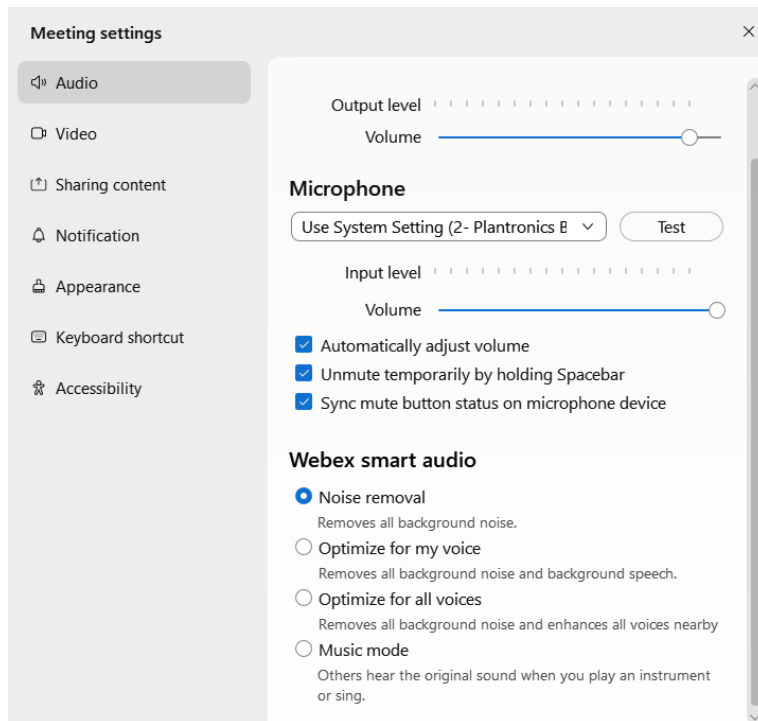 Meeting settings
Audio
Video
Sharing content
Notification
Appearance
Keyboard shortcut
Accessibility
Output level
Volume
Microphone
Use System Setting (2- Plantronics B
Test
Input level
Volume
Automatically adjust volume
Unmute temporarily by holding Spacebar
Sync mute button status on microphone device
Webex smart audio
Noise removal
Removes all background noise.
Optimize for my voice
Removes all background noise and background speech.
Optimize for all voices
Removes all background noise and enhances all voices nearby
Music mode
Others hear the original sound when you play an instrument
or sing.